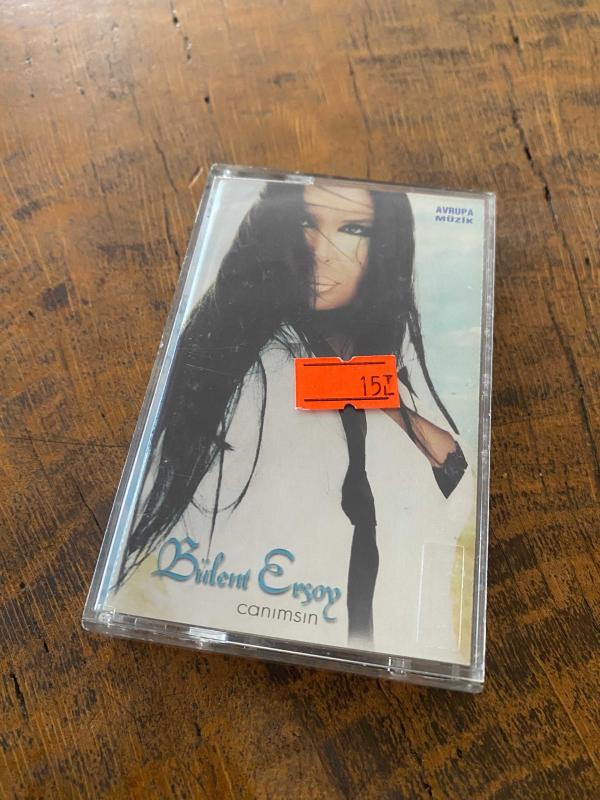 AVRUPA
MÜZİK
15
Bülent Ersoy
canımsın